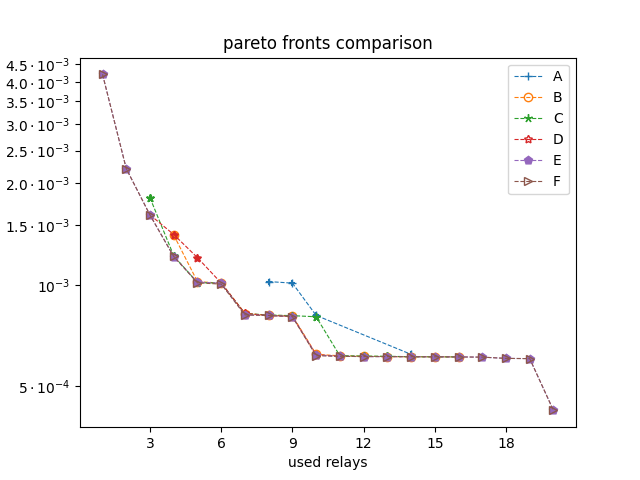 pareto fronts comparison
4.5·10⁻³
4.0·10⁻³
3.5·10⁻³
3.0·10⁻³
2.5·10⁻³
2.0·10⁻³
1.5·10⁻³
10⁻³
5·10⁻⁴
A
B
C
D
E
F
3 6 9 12 15 18
used relays